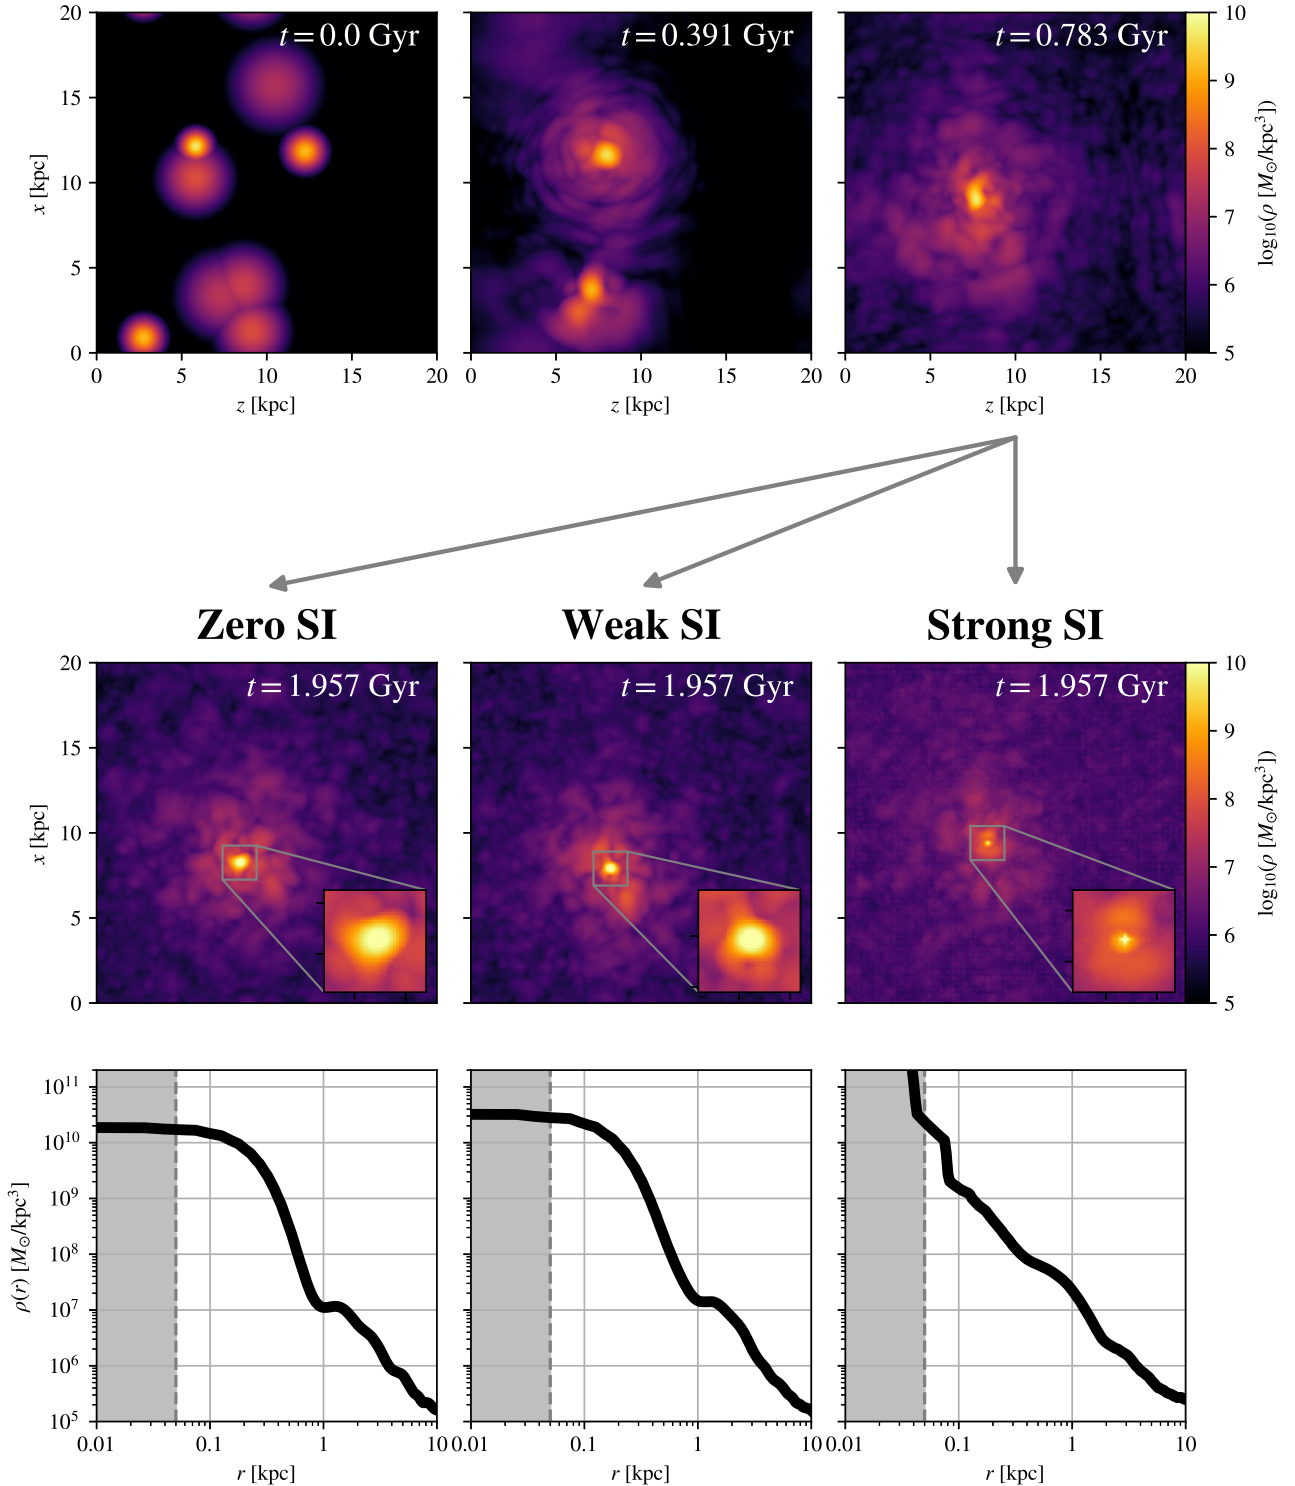 t = 0.0 Gyr
t = 0.391 Gyr
t = 0.783 Gyr
20
15
10
5
0
x [kpc]
0 5 10 15 20
z [kpc]
0 5 10 15 20
z [kpc]
0 5 10 15 20
z [kpc]
10
9
8
7
6
5
log₁₀(ρ [M⊙/kpc³])
Zero SI
Weak SI
Strong SI
t = 1.957 Gyr
t = 1.957 Gyr
t = 1.957 Gyr
20
15
10
5
0
x [kpc]
10
9
8
7
6
5
log₁₀(ρ [M⊙/kpc³])
10¹¹
10¹⁰
10⁹
10⁸
10⁷
10⁶
10⁵
ρ(r) [M⊙/kpc³]
0.01 0.1 1 10
r [kpc]
0.01 0.1 1 10
r [kpc]
0.01 0.1 1 10
r [kpc]